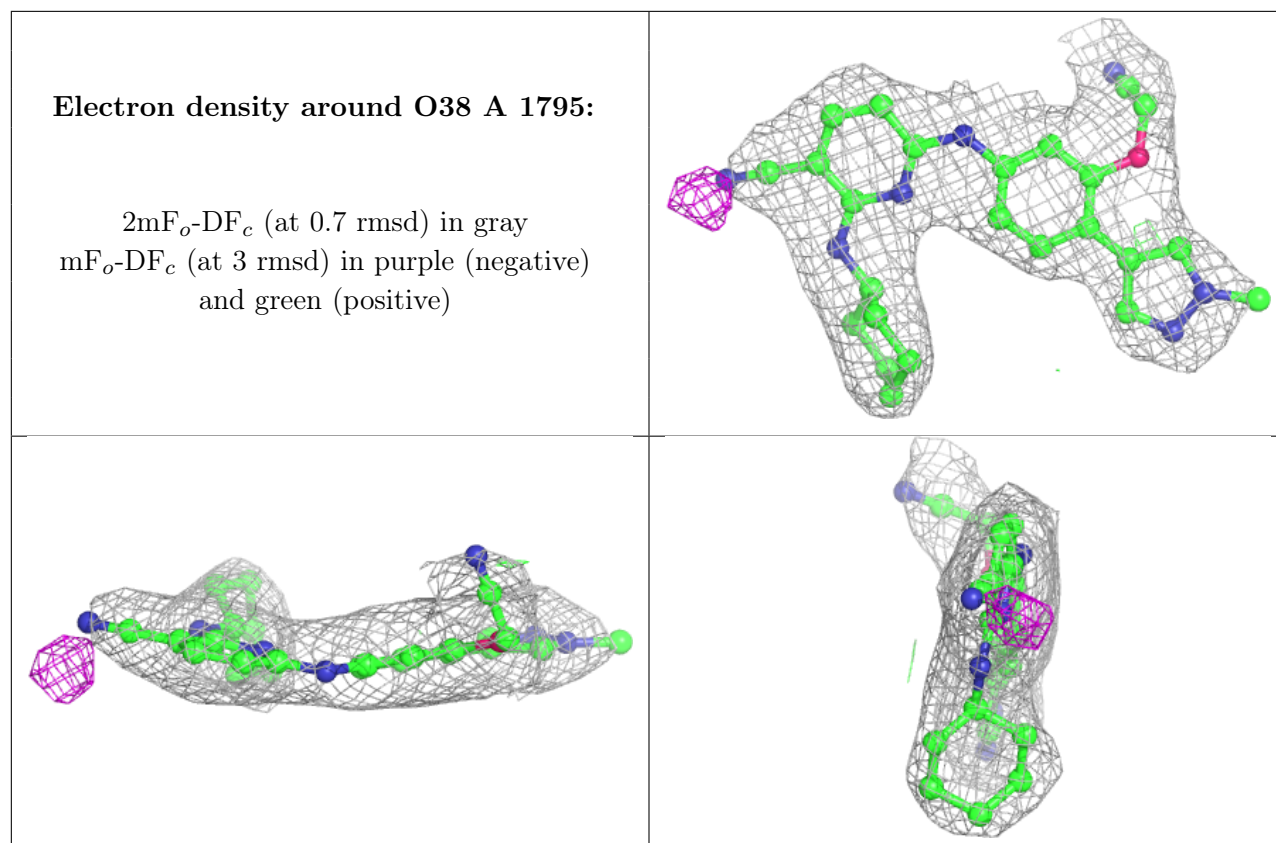 Electron density around O38 A 1795:
2mFo-DFc (at 0.7 rmsd) in gray
mFo-DFc (at 3 rmsd) in purple (negative)
and green (positive)